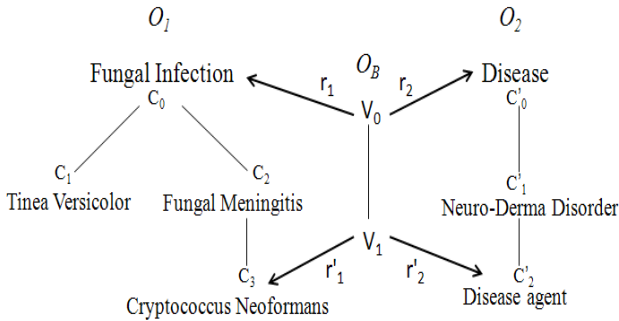 O₁ O₂
O_B
Fungal Infection r₁ r₂ Disease
C₀ V₀ C'₀
C₁ C₂ C'₁
Tinea Versicolor Fungal Meningitis Neuro-Derma Disorder
V₁
C₃ r'₁ r'₂ C'₂
Cryptococcus Neoformans Disease agent